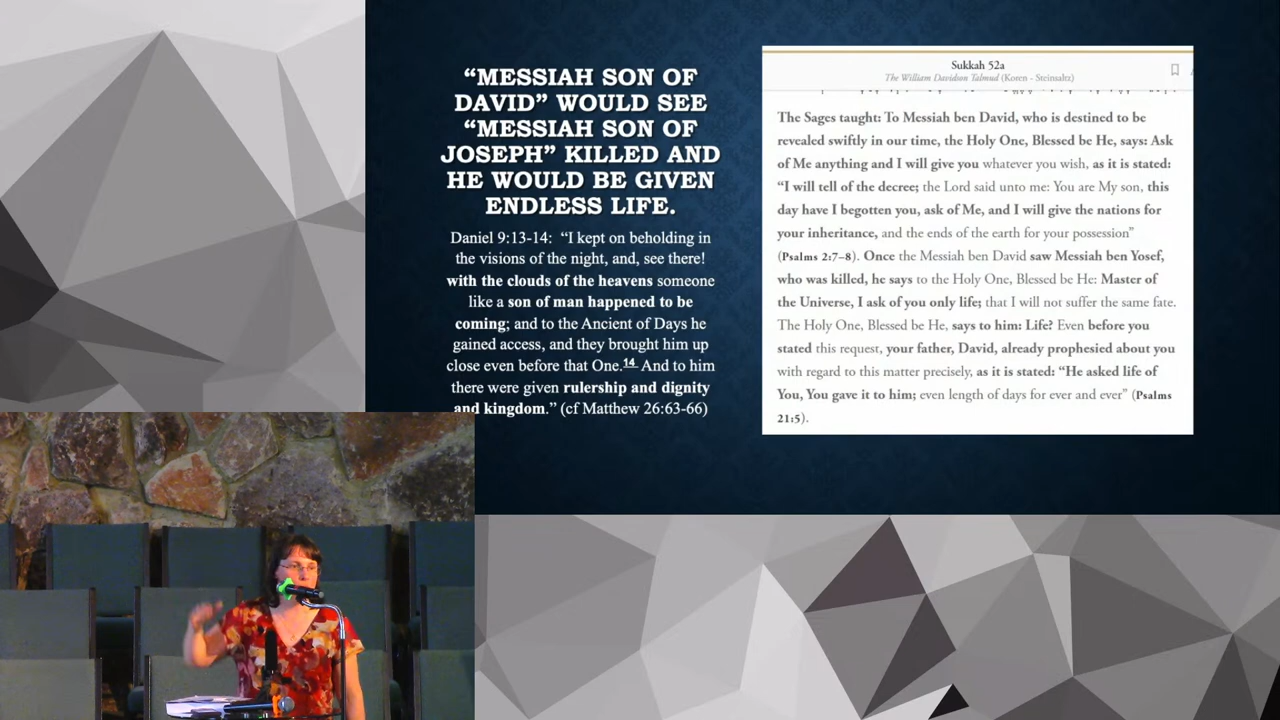 “MESSIAH SON OF
DAVID” WOULD SEE
“MESSIAH SON OF
JOSEPH” KILLED AND
HE WOULD BE GIVEN
ENDLESS LIFE.
Daniel 9:13-14: “I kept on beholding in
the visions of the night, and, see there!
with the clouds of the heavens someone
like a son of man happened to be
coming; and to the Ancient of Days he
gained access, and they brought him up
close even before that One.14 And to him
there were given rulership and dignity
and kingdom.” (cf Matthew 26:63-66)
Sukkah 52a
The William Davidson Talmud (Koren - Steinsaltz)
The Sages taught: To Messiah ben David, who is destined to be
revealed swiftly in our time, the Holy One, Blessed be He, says: Ask
of Me anything and I will give you whatever you wish, as it is stated:
“I will tell of the decree; the Lord said unto me: You are My son, this
day have I begotten you, ask of Me, and I will give the nations for
your inheritance, and the ends of the earth for your possession”
(Psalms 2:7–8). Once the Messiah ben David saw Messiah ben Yosef,
who was killed, he says to the Holy One, Blessed be He: Master of
the Universe, I ask of you only life; that I will not suffer the same fate.
The Holy One, Blessed be He, says to him: Life? Even before you
stated this request, your father, David, already prophesied about you
with regard to this matter precisely, as it is stated: “He asked life of
You, You gave it to him; even length of days for ever and ever” (Psalms
21:5).